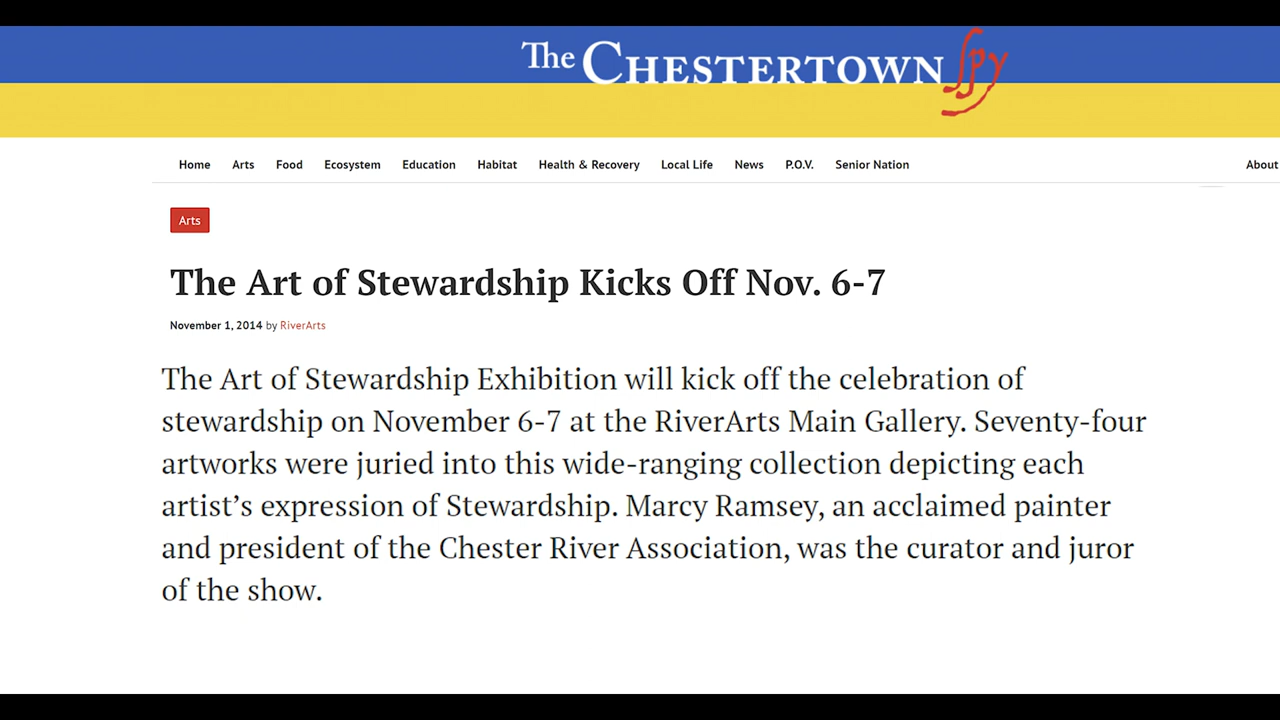 The CHESTERTOWN Spy
Home Arts Food Ecosystem Education Habitat Health & Recovery Local Life News P.O.V. Senior Nation About
Arts
The Art of Stewardship Kicks Off Nov. 6-7
November 1, 2014 by RiverArts
The Art of Stewardship Exhibition will kick off the celebration of
stewardship on November 6-7 at the RiverArts Main Gallery. Seventy-four
artworks were juried into this wide-ranging collection depicting each
artist’s expression of Stewardship. Marcy Ramsey, an acclaimed painter
and president of the Chester River Association, was the curator and juror
of the show.